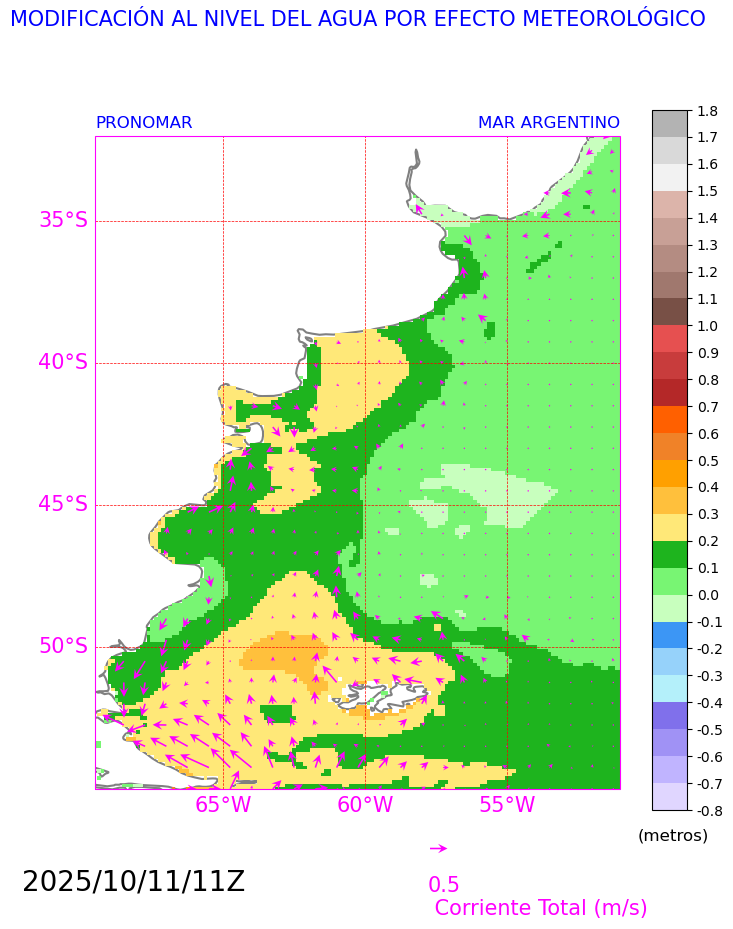 MODIFICACIÓN AL NIVEL DEL AGUA POR EFECTO METEOROLÓGICO
PRONOMAR MAR ARGENTINO
35°S
40°S
45°S
50°S
65°W 60°W 55°W
1.8
1.7
1.6
1.5
1.4
1.3
1.2
1.1
1.0
0.9
0.8
0.7
0.6
0.5
0.4
0.3
0.2
0.1
0.0
-0.1
-0.2
-0.3
-0.4
-0.5
-0.6
-0.7
-0.8
(metros)
2025/10/11/11Z
0.5
Corriente Total (m/s)